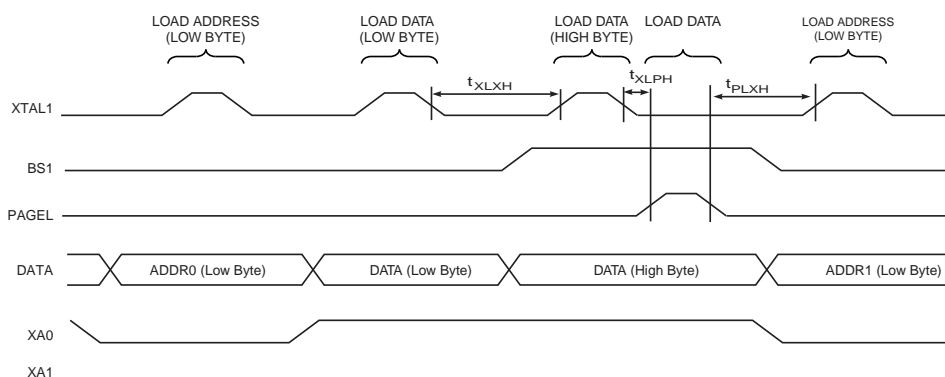 LOAD ADDRESS
(LOW BYTE)
LOAD DATA
(LOW BYTE)
LOAD DATA
(HIGH BYTE)
LOAD DATA
LOAD ADDRESS
(LOW BYTE)
tXLXH
tXLPH
tPLXH
XTAL1
BS1
PAGEL
DATA
ADDR0 (Low Byte)
DATA (Low Byte)
DATA (High Byte)
ADDR1 (Low Byte)
XA0
XA1